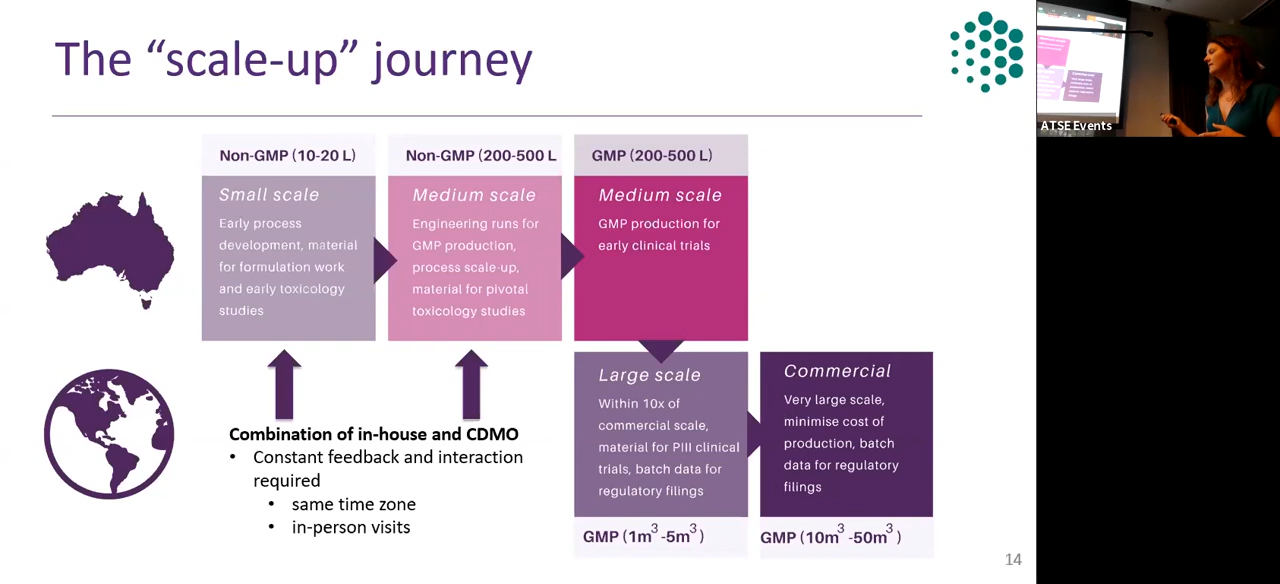 The “scale-up” journey
ATSE Events
Non-GMP (10-20 L)
Small scale
Early process
development, material
for formulation work
and early toxicology
studies
Non-GMP (200-500 L
Medium scale
Engineering runs for
GMP production,
process scale-up,
material for pivotal
toxicology studies
GMP (200-500 L)
Medium scale
GMP production for
early clinical trials
Large scale
Within 10x of
commercial scale,
material for PIII clinical
trials, batch data for
regulatory filings
GMP (1m³-5m³)
Commercial
Very large scale,
minimise cost of
production, batch
data for regulatory
filings
GMP (10m³-50m³)
Combination of in-house and CDMO
• Constant feedback and interaction
required
• same time zone
• in-person visits
14